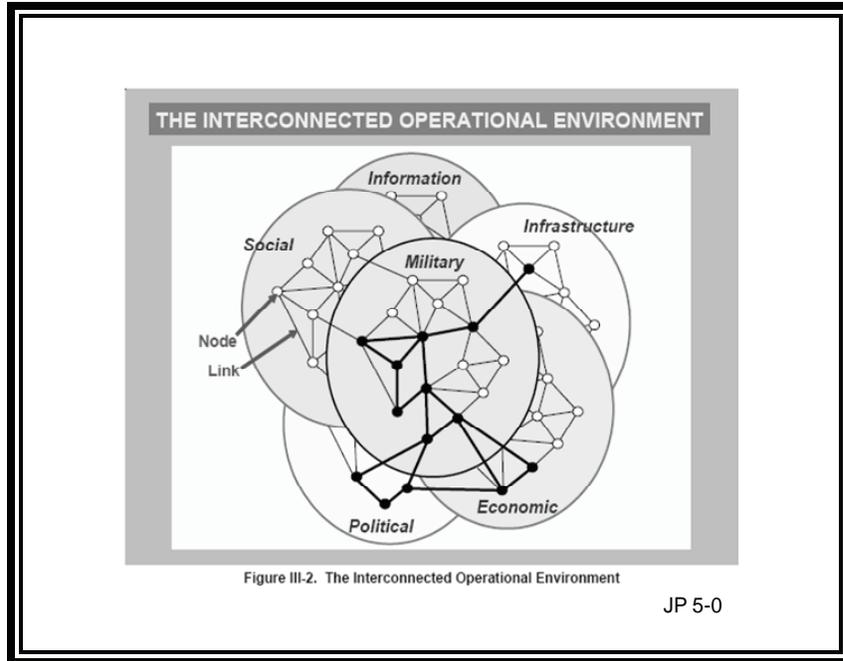 THE INTERCONNECTED OPERATIONAL ENVIRONMENT
Information
Infrastructure
Social
Military
Node
Link
Economic
Political
Figure III-2. The Interconnected Operational Environment
JP 5-0